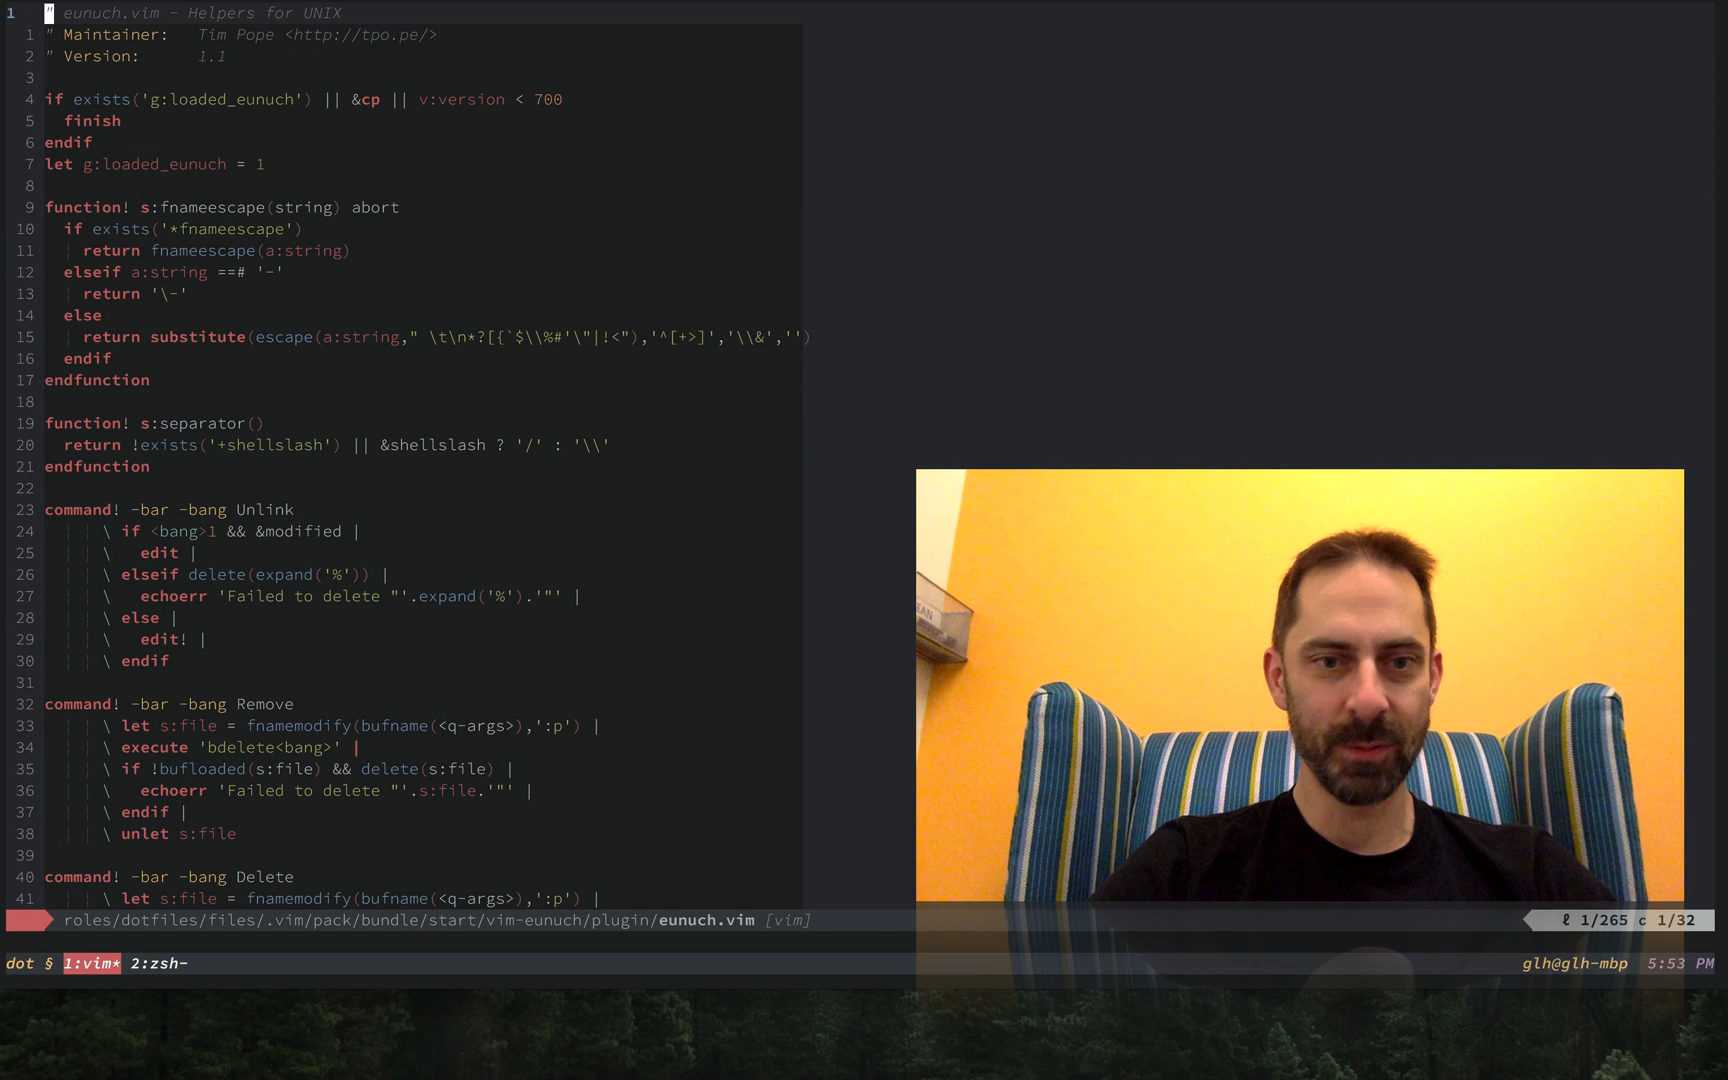 1 " eunuch.vim - Helpers for UNIX
1 " Maintainer:   Tim Pope <http://tpo.pe/>
2 " Version:      1.1
3
4 if exists('g:loaded_eunuch') || &cp || v:version < 700
5   finish
6 endif
7 let g:loaded_eunuch = 1
8
9 function! s:fnameescape(string) abort
10   if exists('*fnameescape')
11   ¦ return fnameescape(a:string)
12   elseif a:string ==# '-'
13   ¦ return '\-'
14   else
15   ¦ return substitute(escape(a:string," \t\n*?[{`$\\%#'\"|!<"),'^[+>]','\\&','')
16   endif
17 endfunction
18
19 function! s:separator()
20   return !exists('+shellslash') || &shellslash ? '/' : '\\'
21 endfunction
22
23 command! -bar -bang Unlink
24   ¦ ¦ \ if <bang>1 && &modified |
25   ¦ ¦ \   edit |
26   ¦ ¦ \ elseif delete(expand('%')) |
27   ¦ ¦ \   echoerr 'Failed to delete "'.expand('%').'"' |
28   ¦ ¦ \ else |
29   ¦ ¦ \   edit! |
30   ¦ ¦ \ endif
31
32 command! -bar -bang Remove
33   ¦ ¦ \ let s:file = fnamemodify(bufname(<q-args>),':p') |
34   ¦ ¦ \ execute 'bdelete<bang>' |
35   ¦ ¦ \ if !bufloaded(s:file) && delete(s:file) |
36   ¦ ¦ \   echoerr 'Failed to delete "'.s:file.'"' |
37   ¦ ¦ \ endif |
38   ¦ ¦ \ unlet s:file
39
40 command! -bar -bang Delete
41   ¦ ¦ \ let s:file = fnamemodify(bufname(<q-args>),':p') |
roles/dotfiles/files/.vim/pack/bundle/start/vim-eunuch/plugin/eunuch.vim [vim] ℓ 1/265 c 1/32
dot § 1:vim* 2:zsh- glh@glh-mbp 5:53 PM